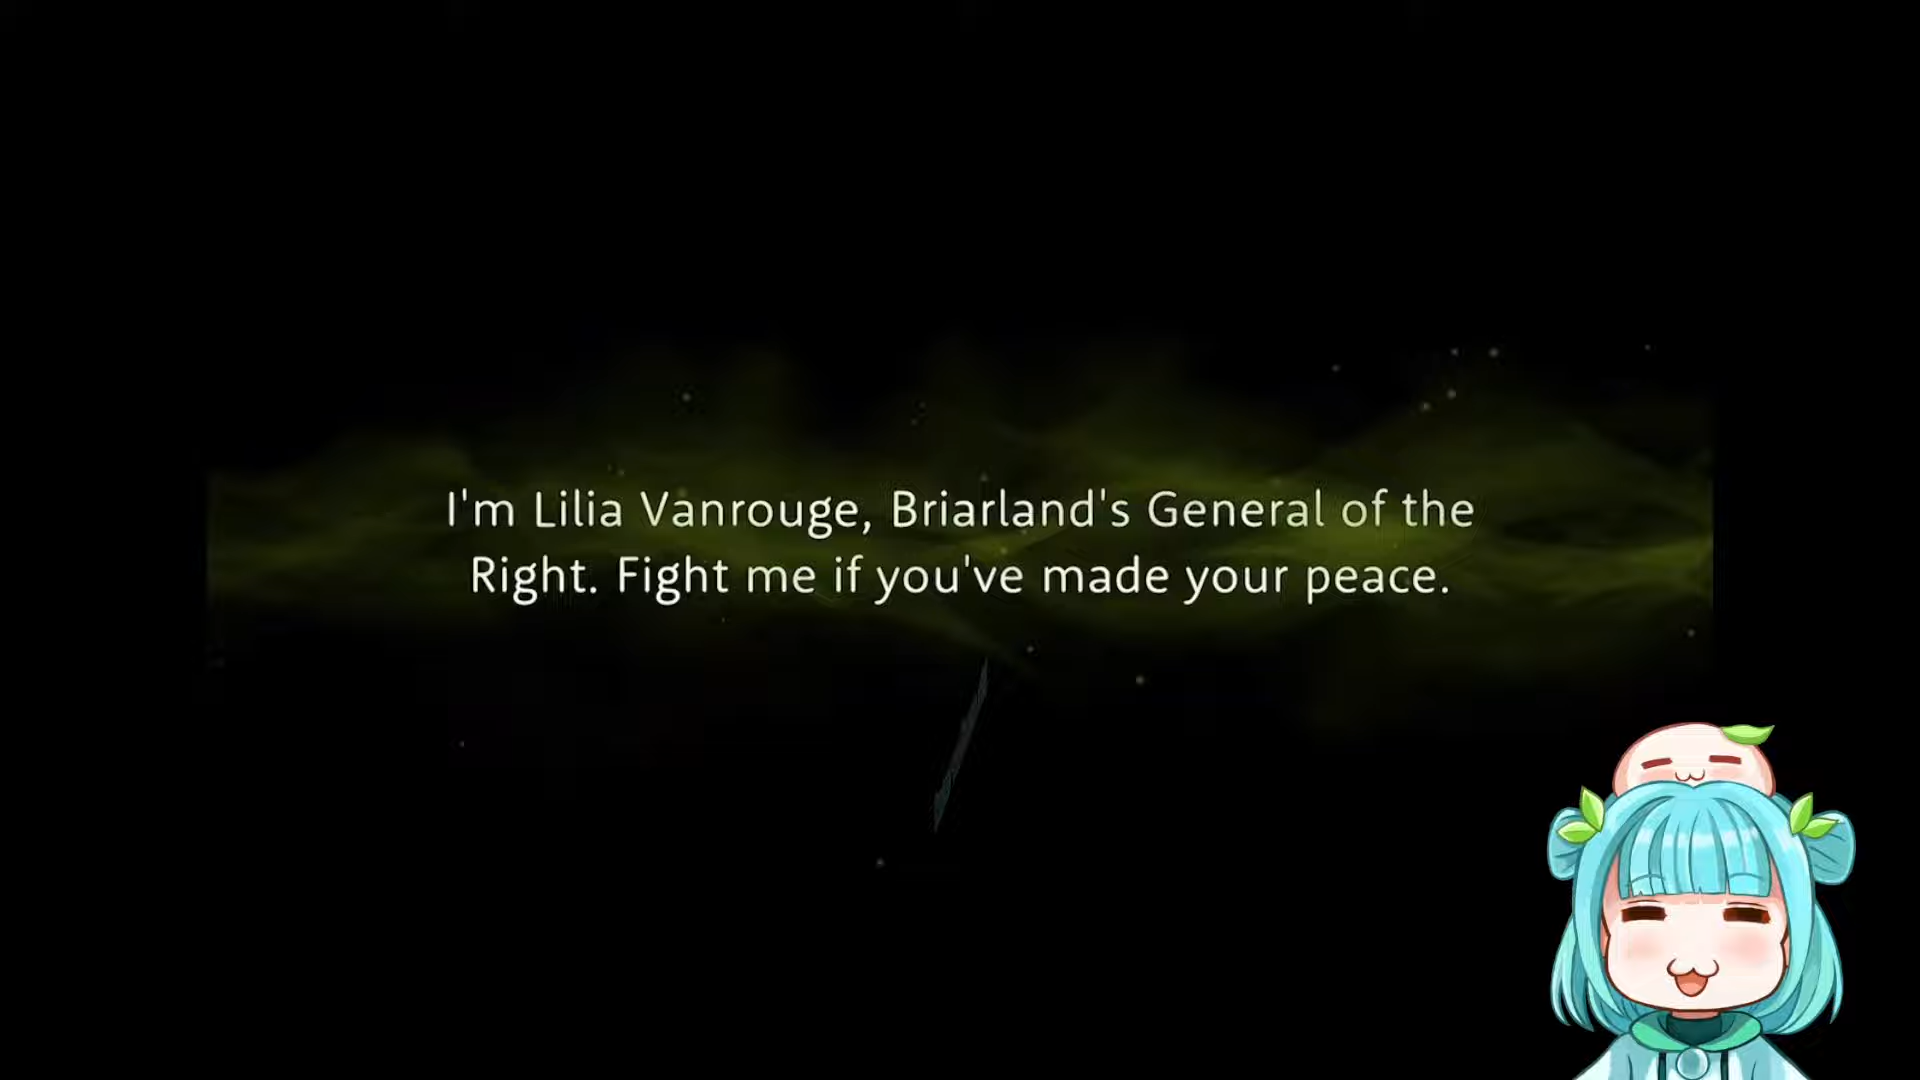 I'm Lilia Vanrouge, Briarland's General of the
Right. Fight me if you've made your peace.